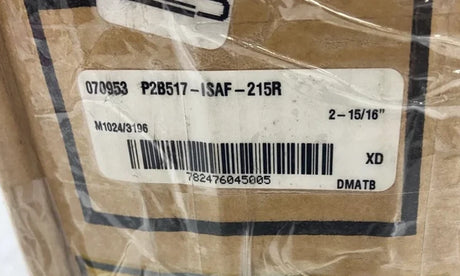 070953 P2B517-ISAF-215R
2-15/16"
M1024/3196
XD
782476045005
DMATB